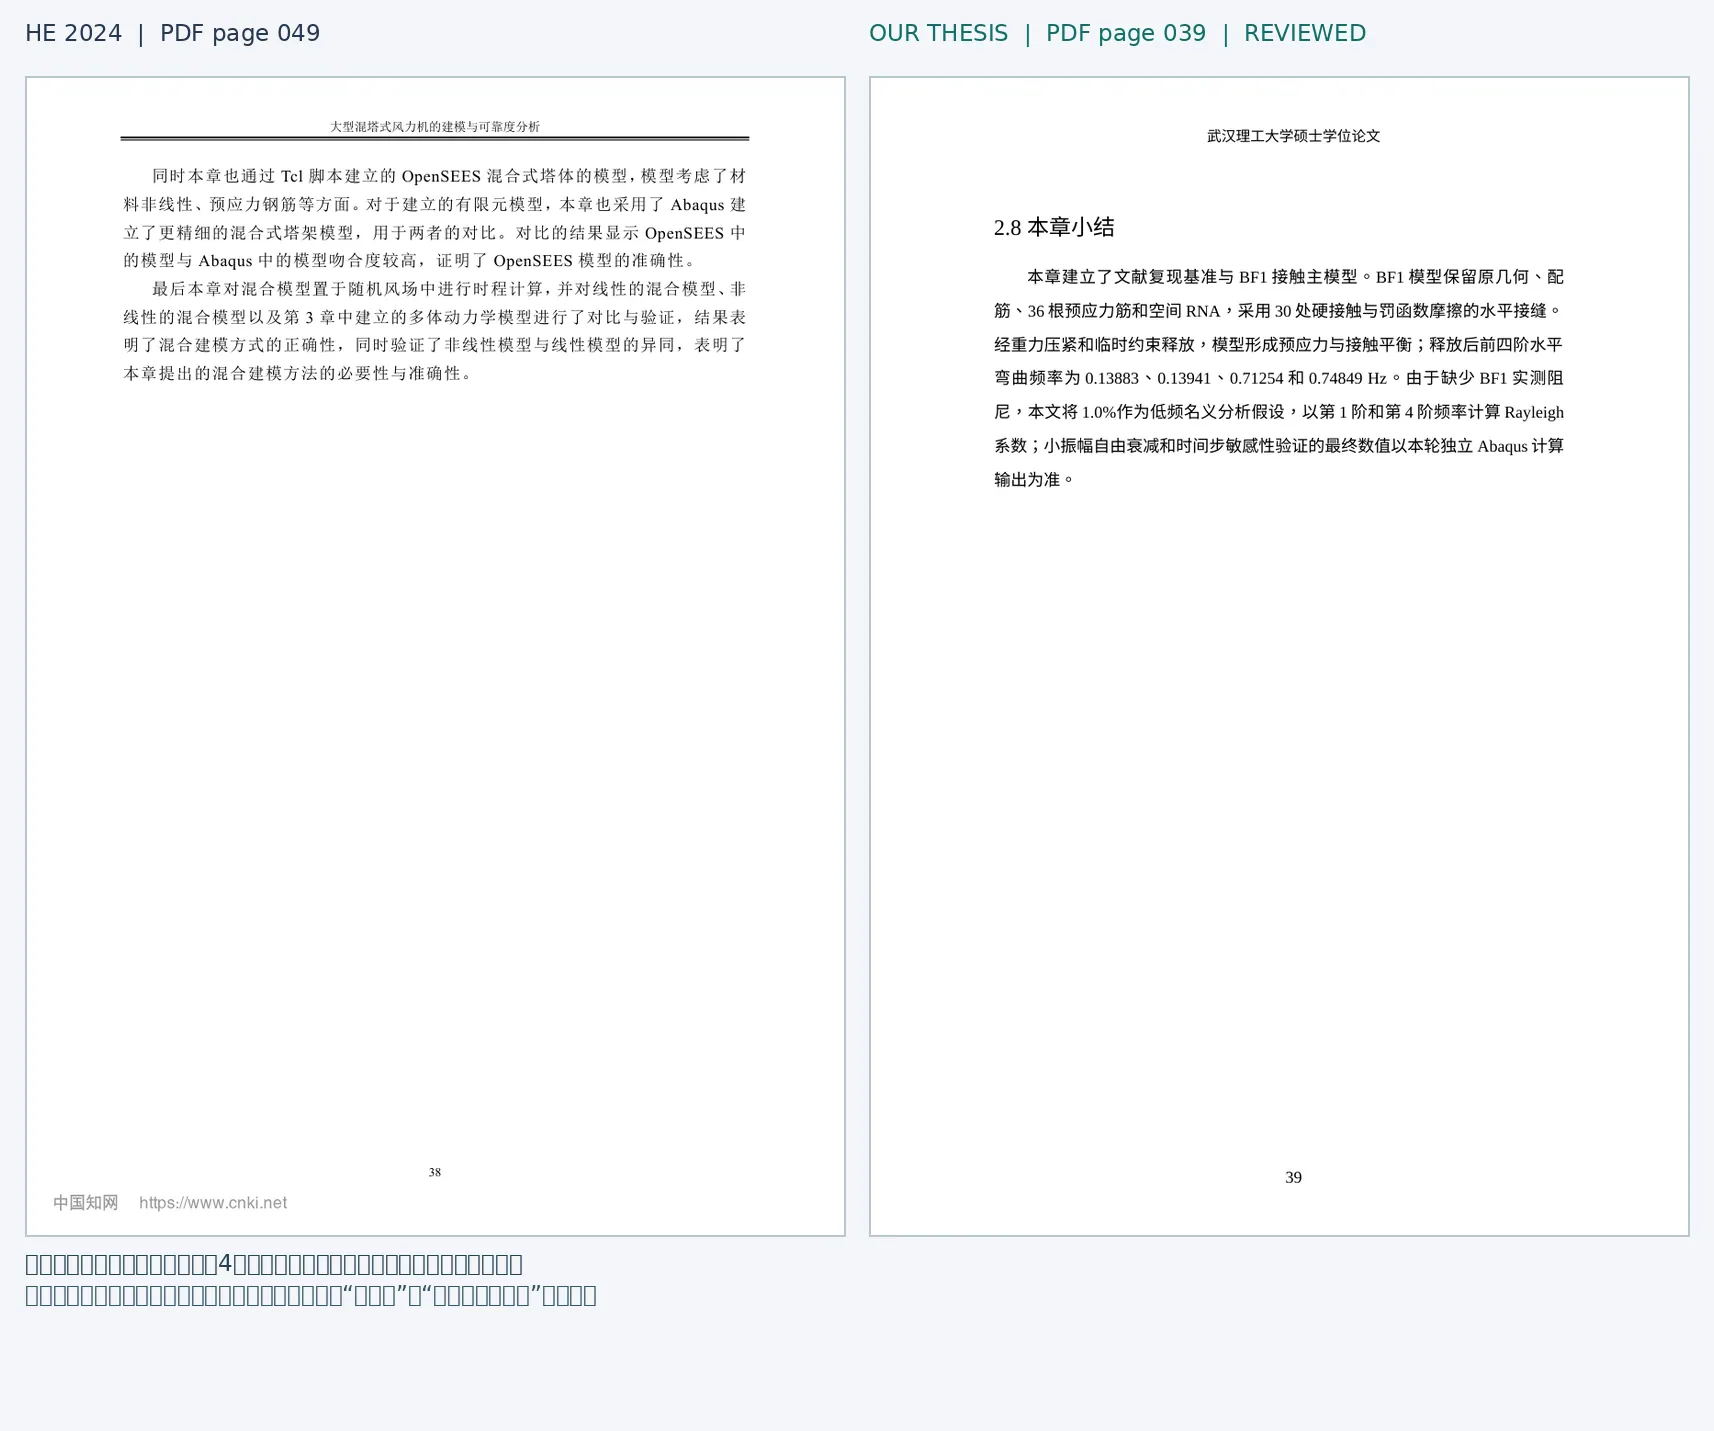 HE 2024 | PDF page 049
大型混塔式风力机的建模与可靠度分析
同时本章也通过 Tcl 脚本建立的 OpenSEES 混合式塔体的模型，模型考虑了材
料非线性、预应力钢筋等方面。对于建立的有限元模型，本章也采用了 Abaqus 建
立了更精细的混合式塔架模型，用于两者的对比。对比的结果显示 OpenSEES 中
的模型与 Abaqus 中的模型吻合度较高，证明了 OpenSEES 模型的准确性。
最后本章对混合模型置于随机风场中进行时程计算，并对线性的混合模型、非
线性的混合模型以及第 3 章中建立的多体动力学模型进行了对比与验证，结果表
明了混合建模方式的正确性，同时验证了非线性模型与线性模型的异同，表明了
本章提出的混合建模方法的必要性与准确性。
38
中国知网 https://www.cnki.net
OUR THESIS | PDF page 039 | REVIEWED
武汉理工大学硕士学位论文
2.8 本章小结
本章建立了文献复现基准与 BF1 接触主模型。BF1 模型保留原几何、配
筋、36 根预应力筋和空间 RNA，采用 30 处硬接触与罚函数摩擦的水平接缝。
经重力压紧和临时约束释放，模型形成预应力与接触平衡；释放后前四阶水平
弯曲频率为 0.13883、0.13941、0.71254 和 0.74849 Hz。由于缺少 BF1 实测阻
尼，本文将 1.0%作为低频名义分析假设，以第 1 阶和第 4 阶频率计算 Rayleigh
系数；小振幅自由衰减和时间步敏感性验证的最终数值以本轮独立 Abaqus 计算
输出为准。
39